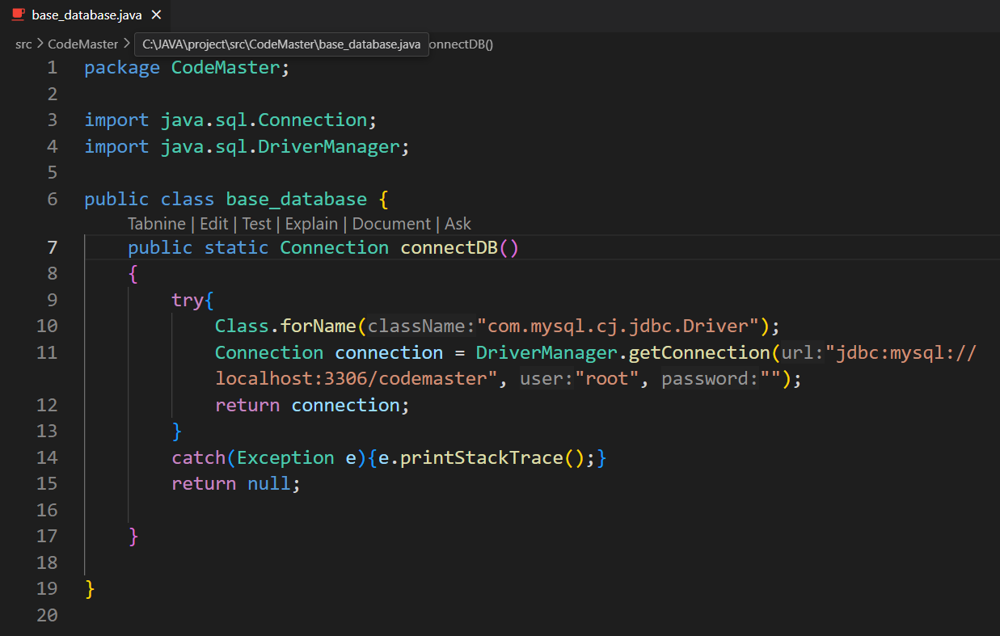 base_database.java ×
src > CodeMaster > C:\JAVA\project\src\CodeMaster\base_database.java onnectDB()
1 package CodeMaster;
2
3 import java.sql.Connection;
4 import java.sql.DriverManager;
5
6 public class base_database {
Tabnine | Edit | Test | Explain | Document | Ask
7 public static Connection connectDB()
8 {
9 try{
10 Class.forName(className:"com.mysql.cj.jdbc.Driver");
11 Connection connection = DriverManager.getConnection(url:"jdbc:mysql://
localhost:3306/codemaster", user:"root", password:"");
12 return connection;
13 }
14 catch(Exception e){e.printStackTrace();}
15 return null;
16
17 }
18
19 }
20